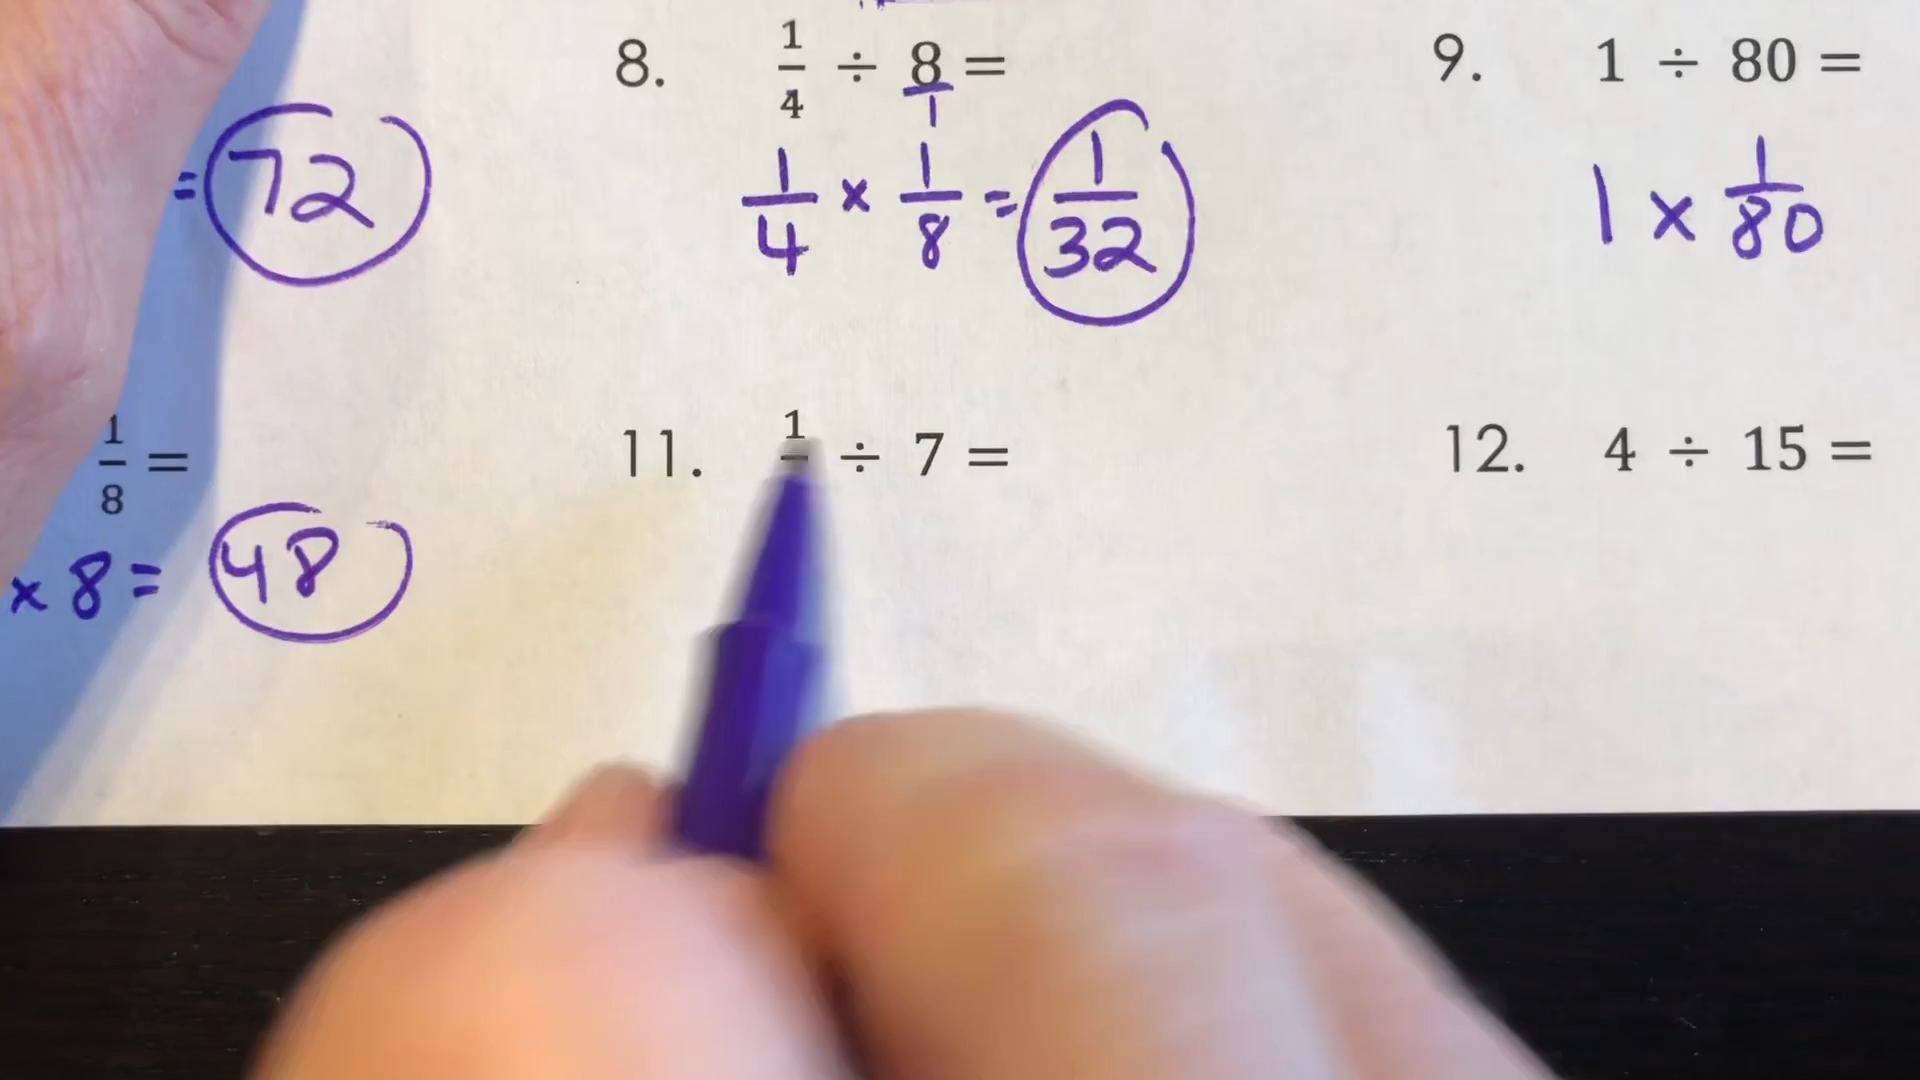 8. 1/4 ÷ 8/1 = 9. 1 ÷ 80 =
= 72 1/4 x 1/8 = 1/32 1 x 1/80
1/8 = 11. 1 ÷ 7 = 12. 4 ÷ 15 =
x 8 = 48